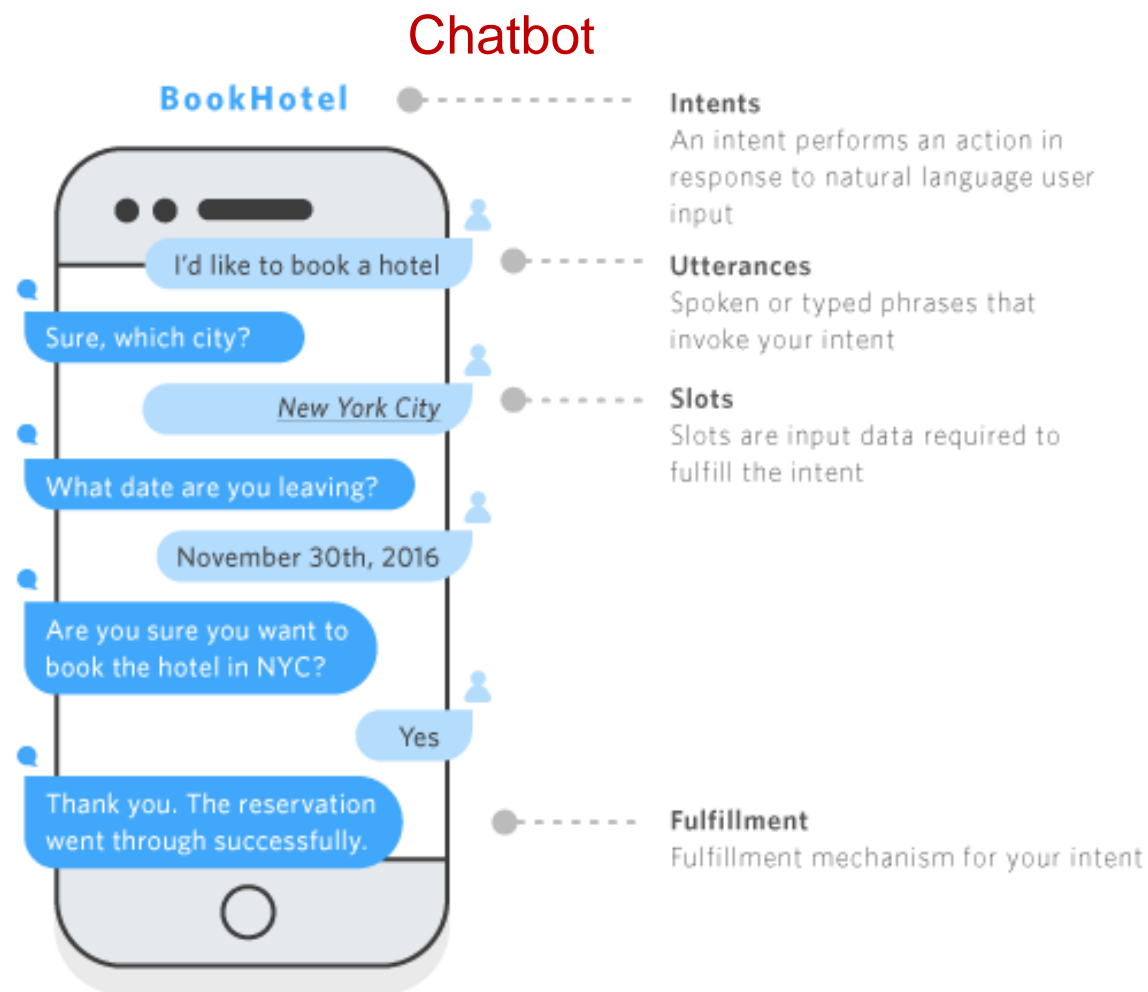 Chatbot
BookHotel
Intents
An intent performs an action in
response to natural language user
input
I'd like to book a hotel
Utterances
Spoken or typed phrases that
invoke your intent
Sure, which city?
New York City
Slots
Slots are input data required to
fulfill the intent
What date are you leaving?
November 30th, 2016
Are you sure you want to
book the hotel in NYC?
Yes
Thank you. The reservation
went through successfully.
Fulfillment
Fulfillment mechanism for your intent